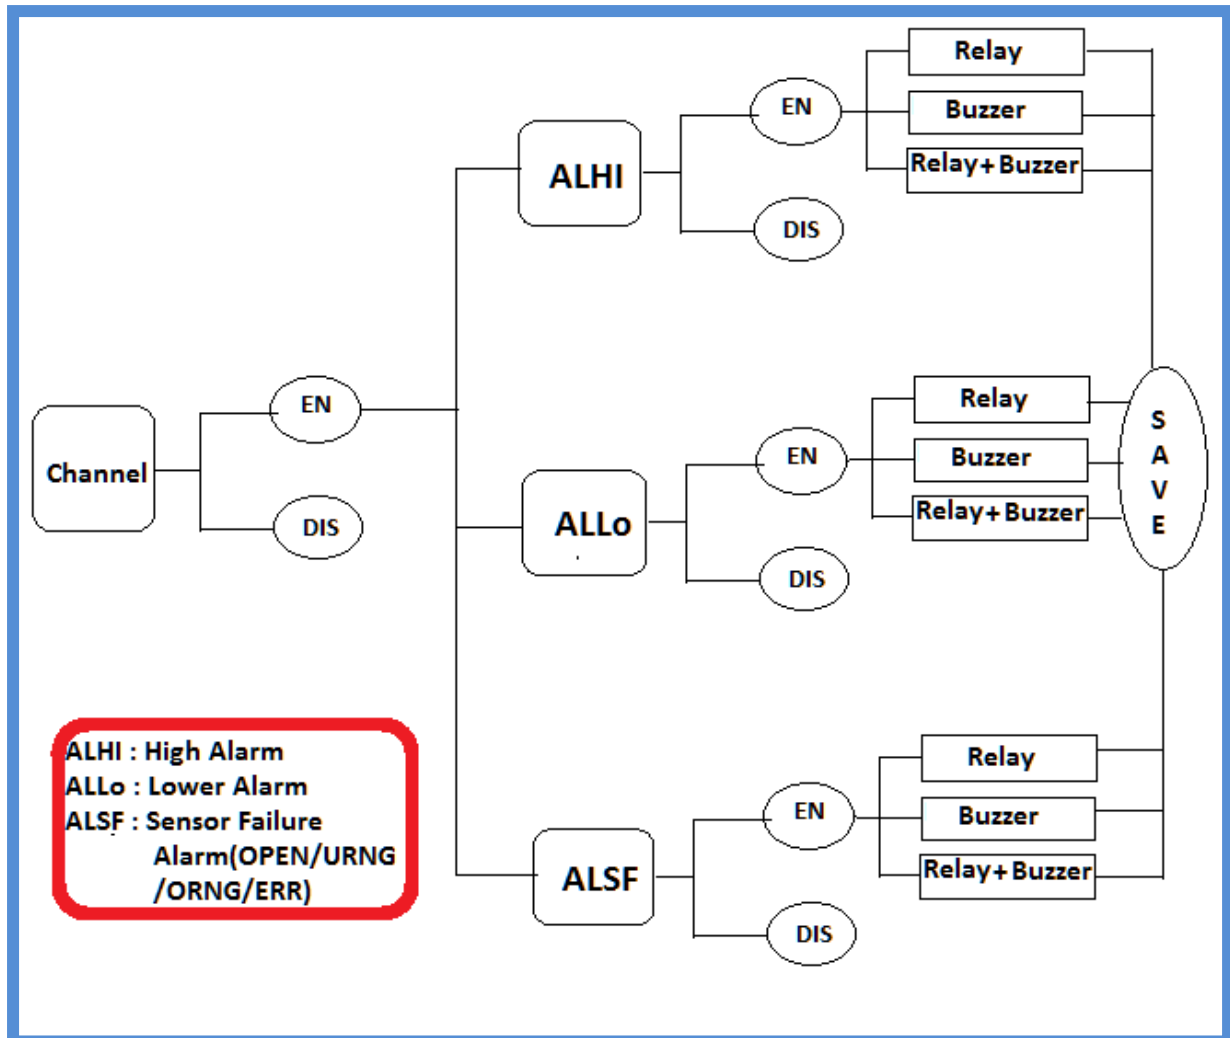 Relay
EN
Buzzer
ALHI
Relay+Buzzer
DIS
EN
Relay
S
A
V
E
Channel
EN
Buzzer
DIS
ALLo
Relay+Buzzer
DIS
ALHI : High Alarm
ALLo : Lower Alarm
ALSF : Sensor Failure
Alarm(OPEN/URNG
/ORNG/ERR)
Relay
EN
Buzzer
ALSF
Relay+Buzzer
DIS